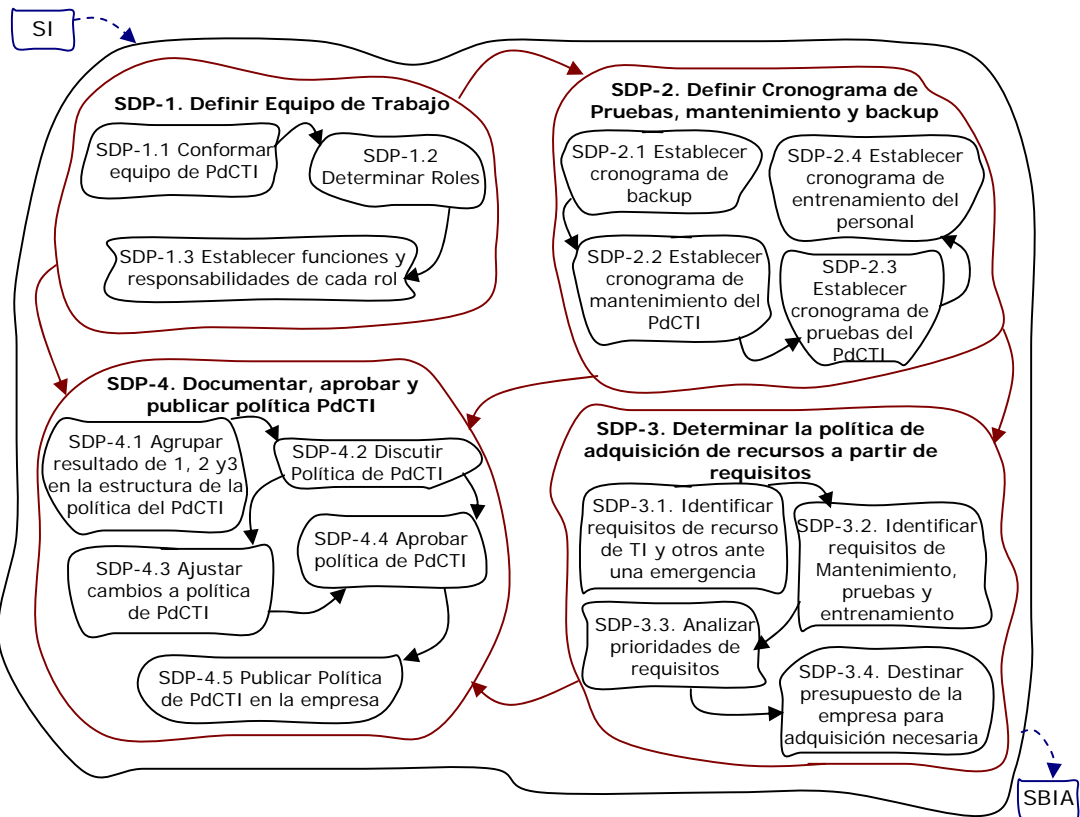 SI
SDP-1. Definir Equipo de Trabajo
SDP-1.1 Conformar
equipo de PdCTI
SDP-1.2
Determinar Roles
SDP-1.3 Establecer funciones y
responsabilidades de cada rol
SDP-2. Definir Cronograma de
Pruebas, mantenimiento y backup
SDP-2.1 Establecer
cronograma de
backup
SDP-2.4 Establecer
cronograma de
entrenamiento del
personal
SDP-2.2 Establecer
cronograma de
mantenimiento del
PdCTI
SDP-2.3
Establecer
cronograma de
pruebas del
PdCTI
SDP-4. Documentar, aprobar y
publicar política PdCTI
SDP-4.1 Agrupar
resultado de 1, 2 y3
en la estructura de la
política del PdCTI
SDP-4.2 Discutir
Política de PdCTI
SDP-4.3 Ajustar
cambios a política
de PdCTI
SDP-4.4 Aprobar
política de PdCTI
SDP-4.5 Publicar Política
de PdCTI en la empresa
SDP-3. Determinar la política de
adquisición de recursos a partir de
requisitos
SDP-3.1. Identificar
requisitos de recurso
de TI y otros ante
una emergencia
SDP-3.2. Identificar
requisitos de
Mantenimiento,
pruebas y
entrenamiento
SDP-3.3. Analizar
prioridades de
requisitos
SDP-3.4. Destinar
presupuesto de la
empresa para
adquisición necesaria
SBIA